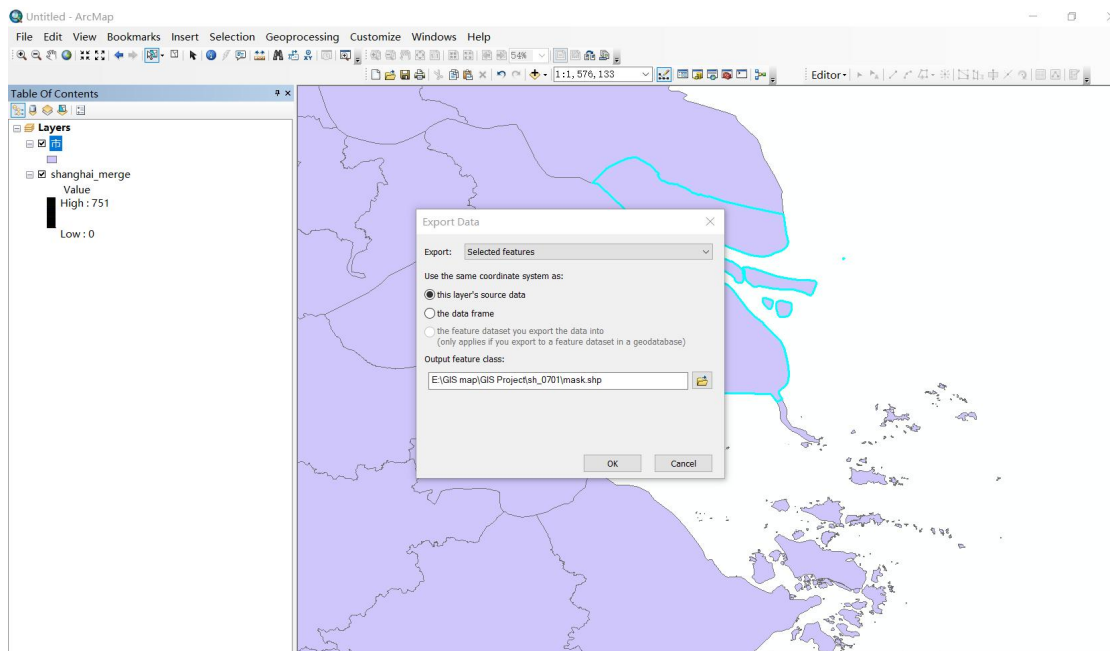 Untitled - ArcMap
File Edit View Bookmarks Insert Selection Geoprocessing Customize Windows Help
54%
1:1,576,133
Editor
Table Of Contents
Layers
市
shanghai_merge
Value
High : 751
Low : 0
Export Data
Export: Selected features
Use the same coordinate system as:
this layer's source data
the data frame
the feature dataset you export the data into
(only applies if you export to a feature dataset in a geodatabase)
Output feature class:
E:\GIS map\GIS Project\sh_0701\mask.shp
OK Cancel